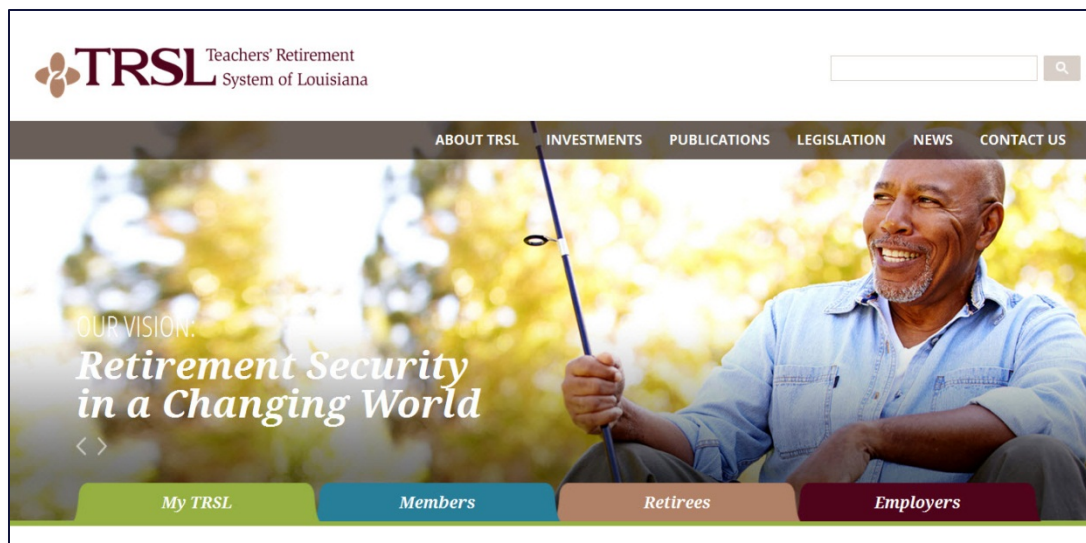 TRSL
Teachers' Retirement
System of Louisiana
ABOUT TRSL INVESTMENTS PUBLICATIONS LEGISLATION NEWS CONTACT US
OUR VISION:
Retirement Security
in a Changing World
My TRSL Members Retirees Employers